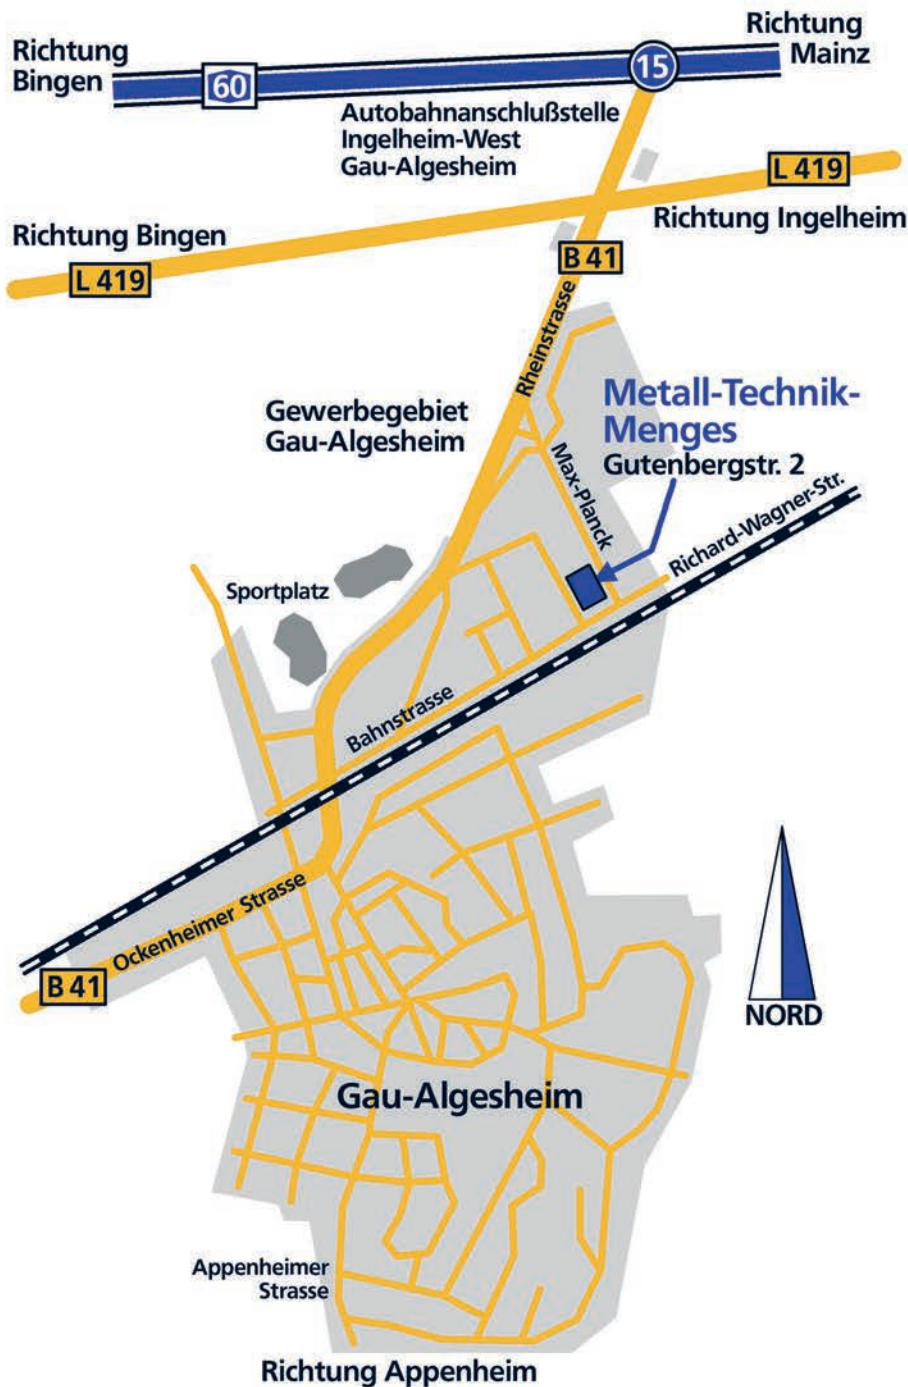 Richtung
Mainz
Richtung
Bingen
60
15
Autobahnanschlußstelle
Ingelheim-West
Gau-Algesheim
L 419
Richtung Ingelheim
Richtung Bingen
L 419
B 41
Rheinstrasse
Metall-Technik-
Menges
Gutenbergstr. 2
Gewerbegebiet
Gau-Algesheim
Max-Planck
Richard-Wagner-Str.
Sportplatz
Bahnstrasse
Ockenheimer Strasse
B 41
NORD
Gau-Algesheim
Appenheimer
Strasse
Richtung Appenheim